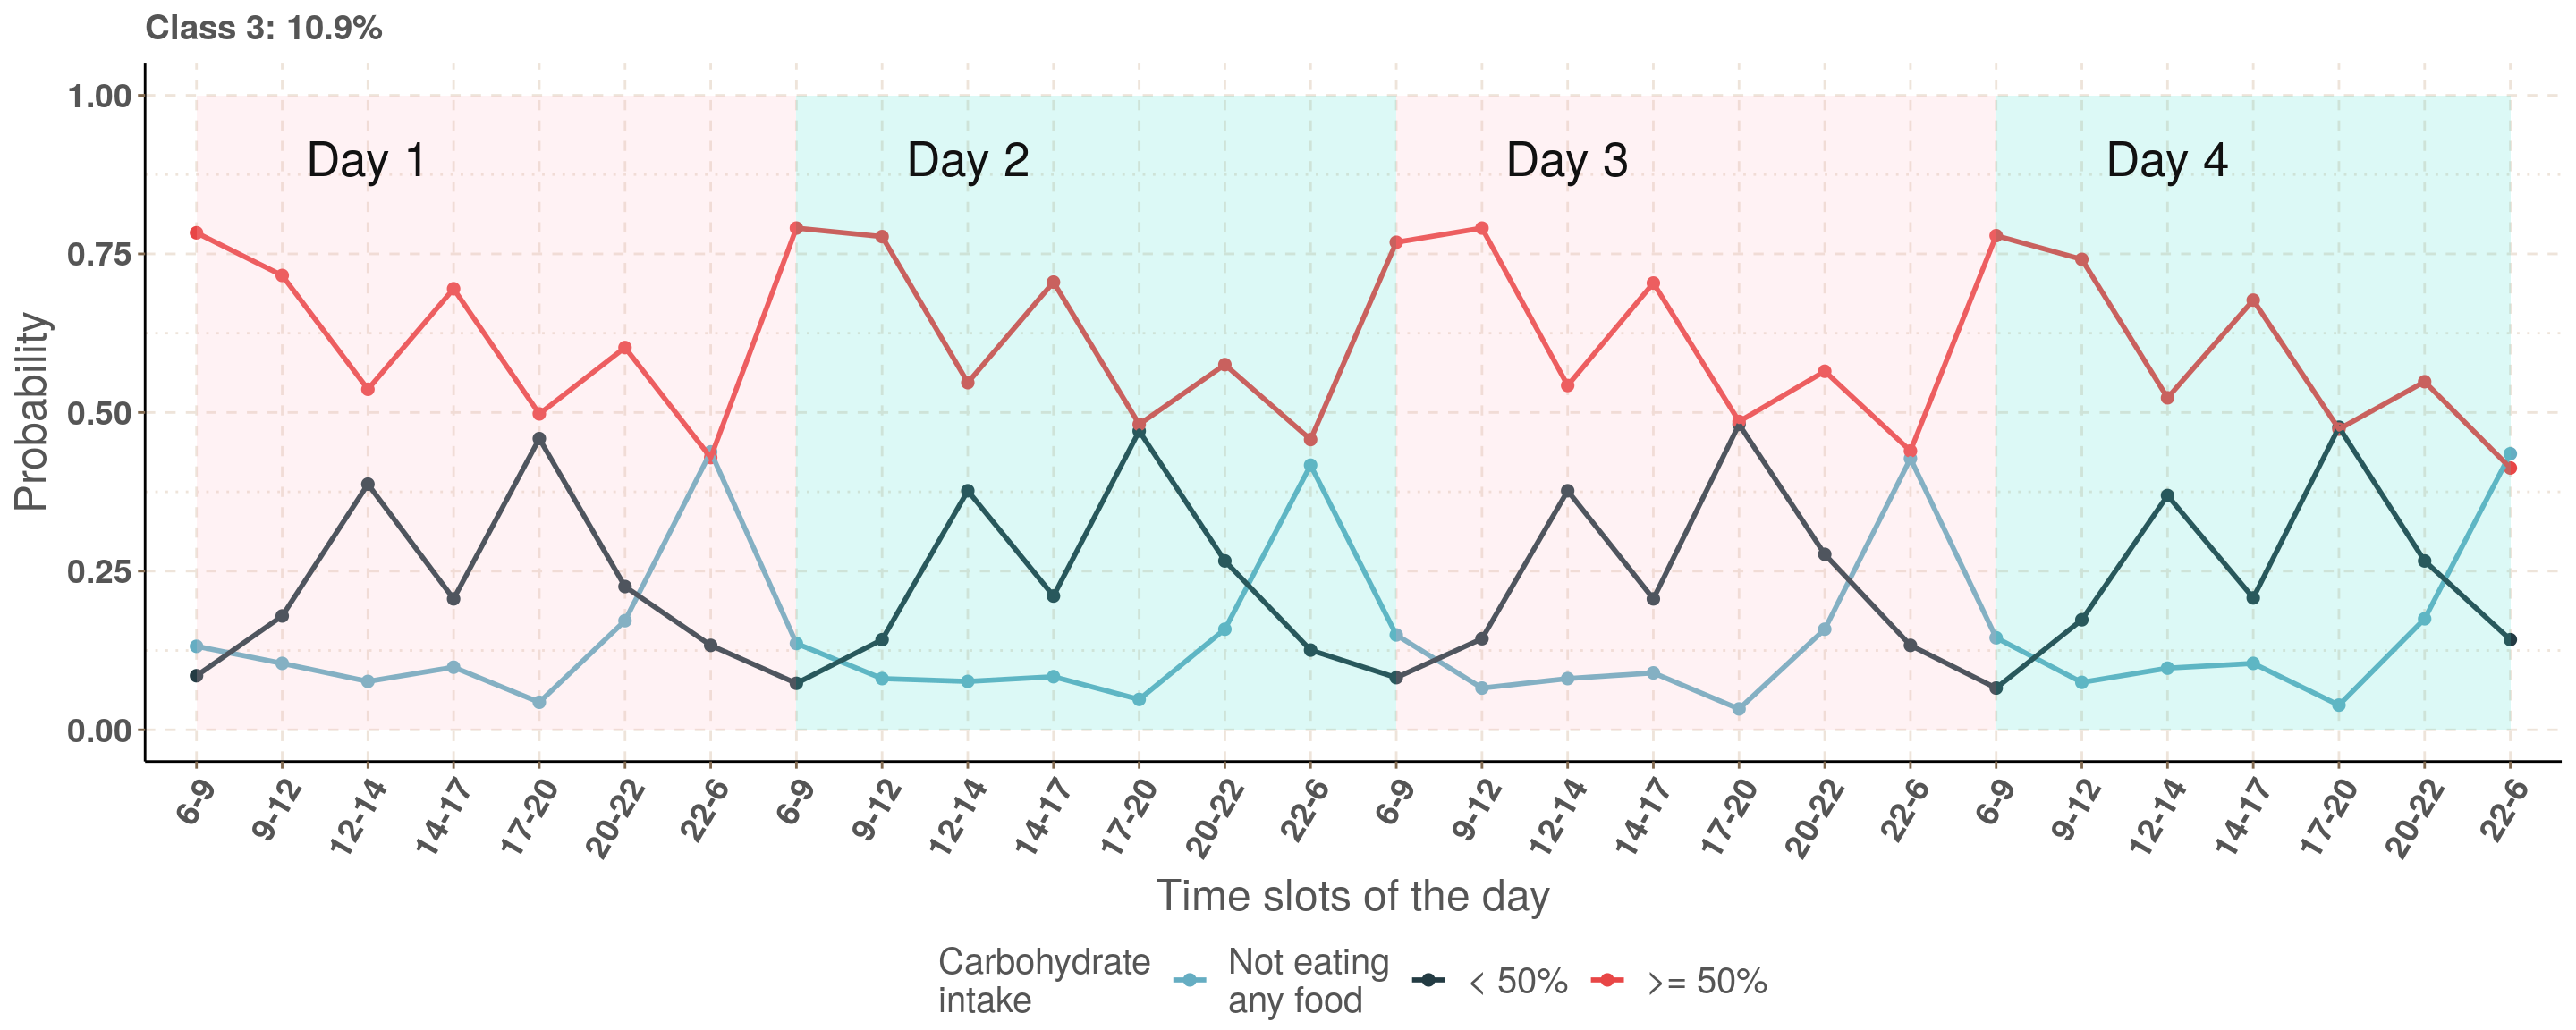 Class 3: 10.9%
1.00
0.75
0.50
0.25
0.00
Probability
Day 1
Day 2
Day 3
Day 4
6-9 9-12 12-14 14-17 17-20 20-22 22-6 6-9 9-12 12-14 14-17 17-20 20-22 22-6 6-9 9-12 12-14 14-17 17-20 20-22 22-6 6-9 9-12 12-14 14-17 17-20 20-22 22-6
Time slots of the day
Carbohydrate
intake
Not eating
any food
< 50%
>= 50%